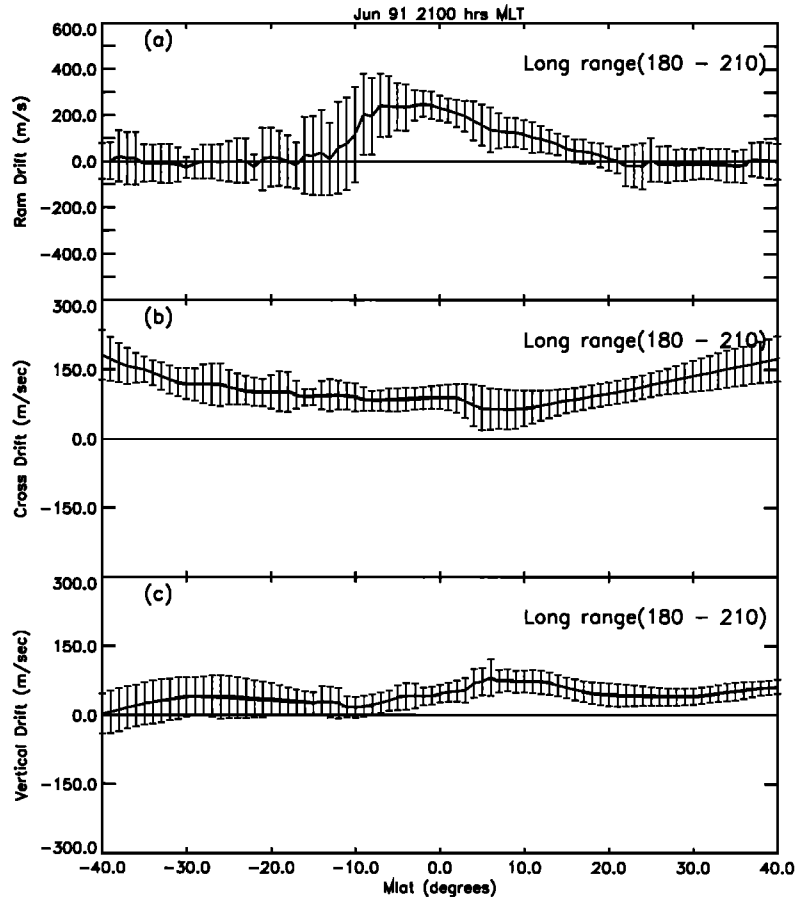 Jun 91 2100 hrs MLT
(a)
Long range(180 - 210)
600.0
400.0
200.0
0.0
-200.0
-400.0
Ram Drift (m/s)
(b)
Long range(180 - 210)
300.0
150.0
0.0
-150.0
Cross Drift (m/sec)
(c)
Long range(180 - 210)
300.0
150.0
0.0
-150.0
-300.0
Vertical Drift (m/sec)
-40.0 -30.0 -20.0 -10.0 0.0 10.0 20.0 30.0 40.0
Mlat (degrees)